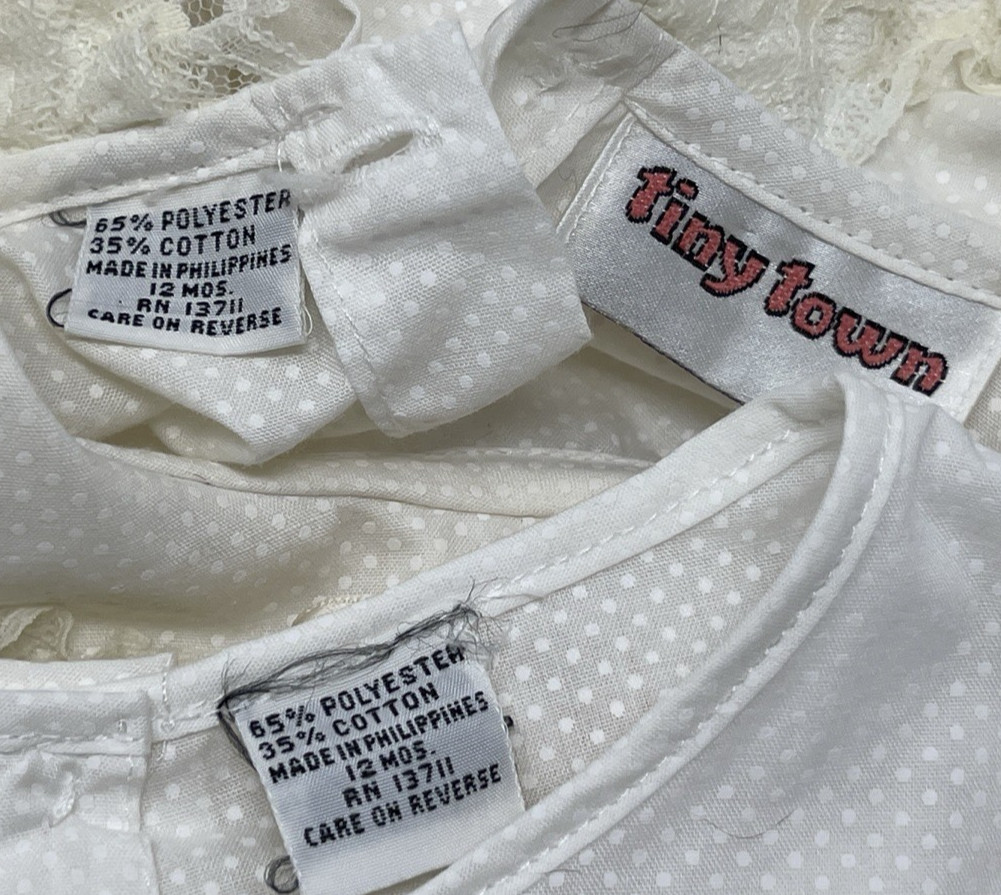 65% POLYESTER
35% COTTON
MADE IN PHILIPPINES
12 MOS.
RN 13711
CARE ON REVERSE
tiny town
65% POLYESTER
35% COTTON
MADE IN PHILIPPINES
12 MOS.
RN 13711
CARE ON REVERSE